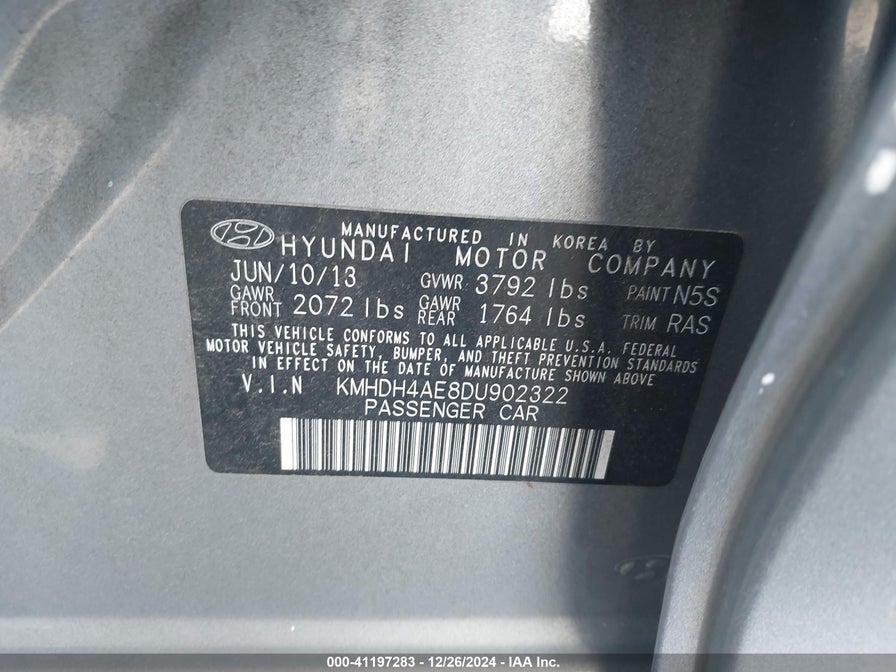 MANUFACTURED IN KOREA BY
HYUNDAI MOTOR COMPANY
JUN/10/13 GVWR 3792 lbs PAINT N5S
GAWR FRONT 2072 lbs GAWR REAR 1764 lbs TRIM RAS
THIS VEHICLE CONFORMS TO ALL APPLICABLE U.S.A. FEDERAL
MOTOR VEHICLE SAFETY, BUMPER, AND THEFT PREVENTION STANDARDS
IN EFFECT ON THE DATE OF MANUFACTURE SHOWN ABOVE
V.I.N KMHDH4AE8DU902322
PASSENGER CAR
000-41197283 - 12/26/2024 - IAA Inc.